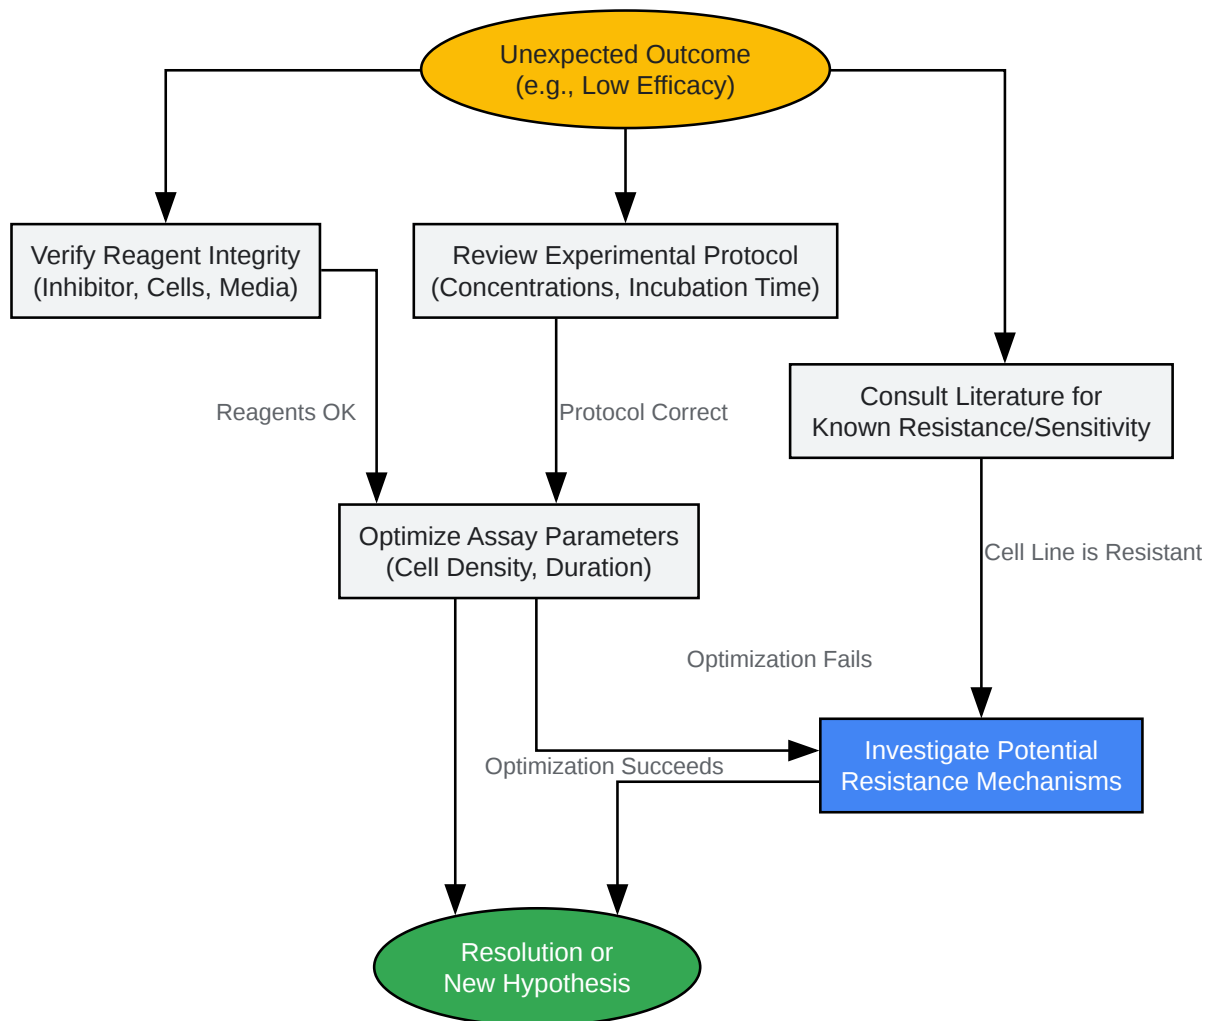 Unexpected Outcome
(e.g., Low Efficacy)
Verify Reagent Integrity
(Inhibitor, Cells, Media)
Review Experimental Protocol
(Concentrations, Incubation Time)
Consult Literature for
Known Resistance/Sensitivity
Reagents OK
Protocol Correct
Optimize Assay Parameters
(Cell Density, Duration)
Cell Line is Resistant
Optimization Fails
Optimization Succeeds
Investigate Potential
Resistance Mechanisms
Resolution or
New Hypothesis